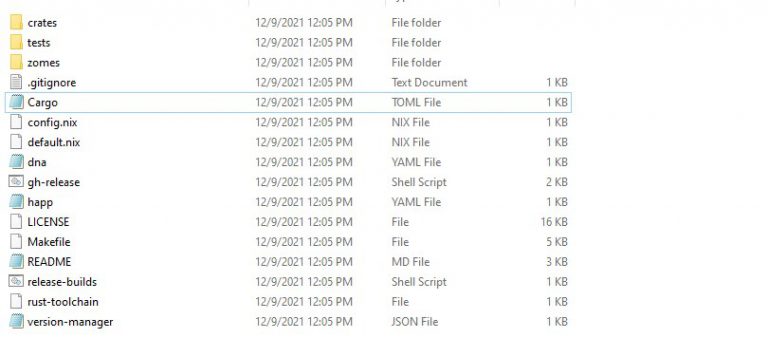 crates 12/9/2021 12:05 PM File folder
tests 12/9/2021 12:05 PM File folder
zomes 12/9/2021 12:05 PM File folder
.gitignore 12/9/2021 12:05 PM Text Document 1 KB
Cargo 12/9/2021 12:05 PM TOML File 1 KB
config.nix 12/9/2021 12:05 PM NIX File 1 KB
default.nix 12/9/2021 12:05 PM NIX File 1 KB
dna 12/9/2021 12:05 PM YAML File 1 KB
gh-release 12/9/2021 12:05 PM Shell Script 2 KB
happ 12/9/2021 12:05 PM YAML File 1 KB
LICENSE 12/9/2021 12:05 PM File 16 KB
Makefile 12/9/2021 12:05 PM File 5 KB
README 12/9/2021 12:05 PM MD File 3 KB
release-builds 12/9/2021 12:05 PM Shell Script 1 KB
rust-toolchain 12/9/2021 12:05 PM File 1 KB
version-manager 12/9/2021 12:05 PM JSON File 1 KB